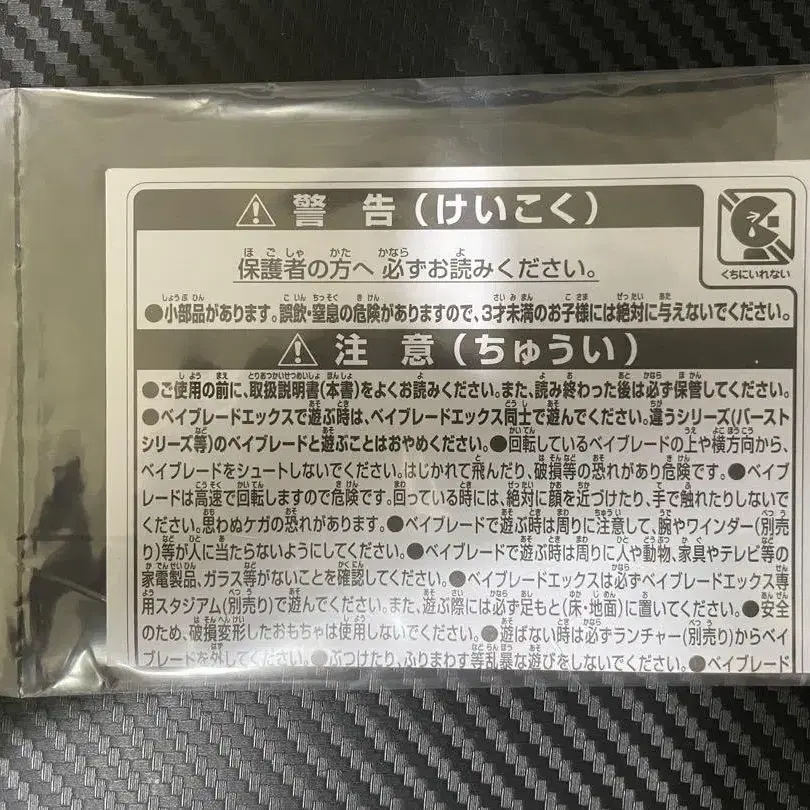 ⚠ 警告(けいこく)
くちにいれない
保護者の方へ 必ずお読みください。
●小部品があります。誤飲・窒息の危険がありますので、3才未満のお子様には絶対に与えないでください。
⚠ 注意(ちゅうい)
●ご使用の前に、取扱説明書(本書)をよくお読みください。また、読み終わった後は必ず保管してください。
●ベイブレードエックスで遊ぶ時は、ベイブレードエックス同士で遊んでください。違うシリーズ(バースト
シリーズ等)のベイブレードと遊ぶことはおやめください。●回転しているベイブレードの上や横方向から、
ベイブレードをシュートしないでください。はじかれて飛んだり、破損等の恐れがあり危険です。●ベイブ
レードは高速で回転しますので危険です。回っている時には、絶対に顔を近づけたり、手で触れたりしないで
ください。思わぬケガの恐れがあります。●ベイブレードで遊ぶ時は周りに注意して、腕やワインダー(別売
り)等が人に当たらないようにしてください。●ベイブレードで遊ぶ時は周りに人や動物、家具やテレビ等の
家電製品、ガラス等がないことを確認してください。●ベイブレードエックスは必ずベイブレードエックス専
用スタジアム(別売り)で遊んでください。また、遊ぶ際には必ず足もと(床・地面)に置いてください。●安全
のため、破損変形したおもちゃは使用しないでください。●遊ばない時は必ずランチャー(別売り)からベイ
ブレードを外してください。●ぶつけたり、ふりまわす等乱暴な遊びをしないでください。●ベイブレード